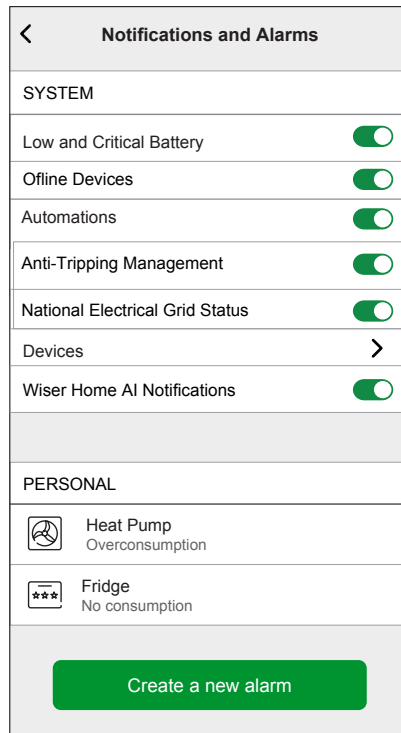 Notifications and Alarms
SYSTEM
Low and Critical Battery
Ofline Devices
Automations
Anti-Tripping Management
National Electrical Grid Status
Devices
Wiser Home AI Notifications
PERSONAL
Heat Pump
Overconsumption
Fridge
No consumption
Create a new alarm